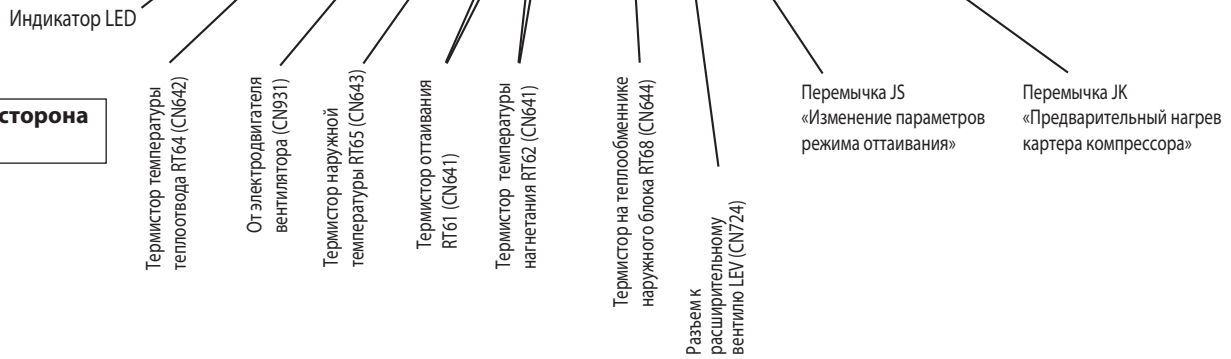 Индикатор LED
сторона
Термистор температуры
теплоотвода RT64 (CN642)
От электродвигателя
вентилятора (CN931)
Термистор наружной
температуры RT65 (CN643)
Термистор оттаивания
RT61 (CN641)
Термистор температуры
нагнетания RT62 (CN641)
Термистор на теплообменнике
наружного блока RT68 (CN644)
Разъем к
расширительному
вентилю LEV (CN724)
Перемычка JS
«Изменение параметров
режима оттаивания»
Перемычка JK
«Предварительный нагрев
картера компрессора»